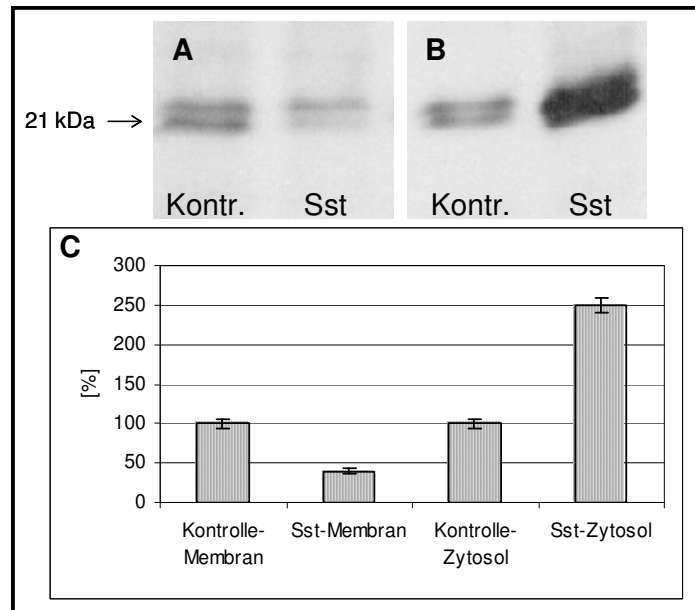 A
B
21 kDa →
Kontr. Sst
Kontr. Sst
C
300
250
200
150
100
50
0
[%]
Kontrolle-
Membran
Sst-Membran
Kontrolle-
Zytosol
Sst-Zytosol